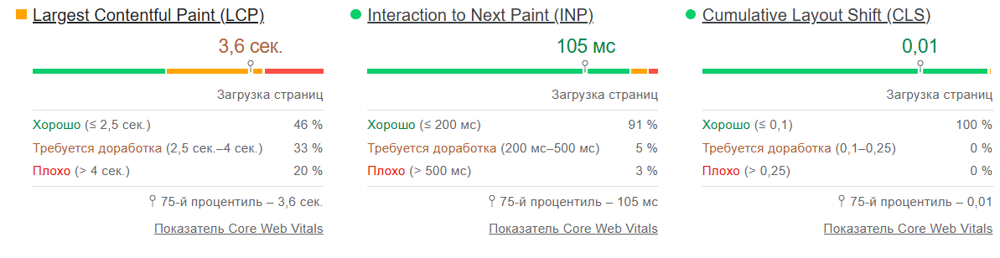 Largest Contentful Paint (LCP)
3,6 сек.
Загрузка страниц
Хорошо (≤ 2,5 сек.) 46 %
Требуется доработка (2,5 сек.–4 сек.) 33 %
Плохо (> 4 сек.) 20 %
75-й процентиль – 3,6 сек.
Показатель Core Web Vitals
Interaction to Next Paint (INP)
105 мс
Загрузка страниц
Хорошо (≤ 200 мс) 91 %
Требуется доработка (200 мс–500 мс) 5 %
Плохо (> 500 мс) 3 %
75-й процентиль – 105 мс
Показатель Core Web Vitals
Cumulative Layout Shift (CLS)
0,01
Загрузка страниц
Хорошо (≤ 0,1) 100 %
Требуется доработка (0,1–0,25) 0 %
Плохо (> 0,25) 0 %
75-й процентиль – 0,01
Показатель Core Web Vitals